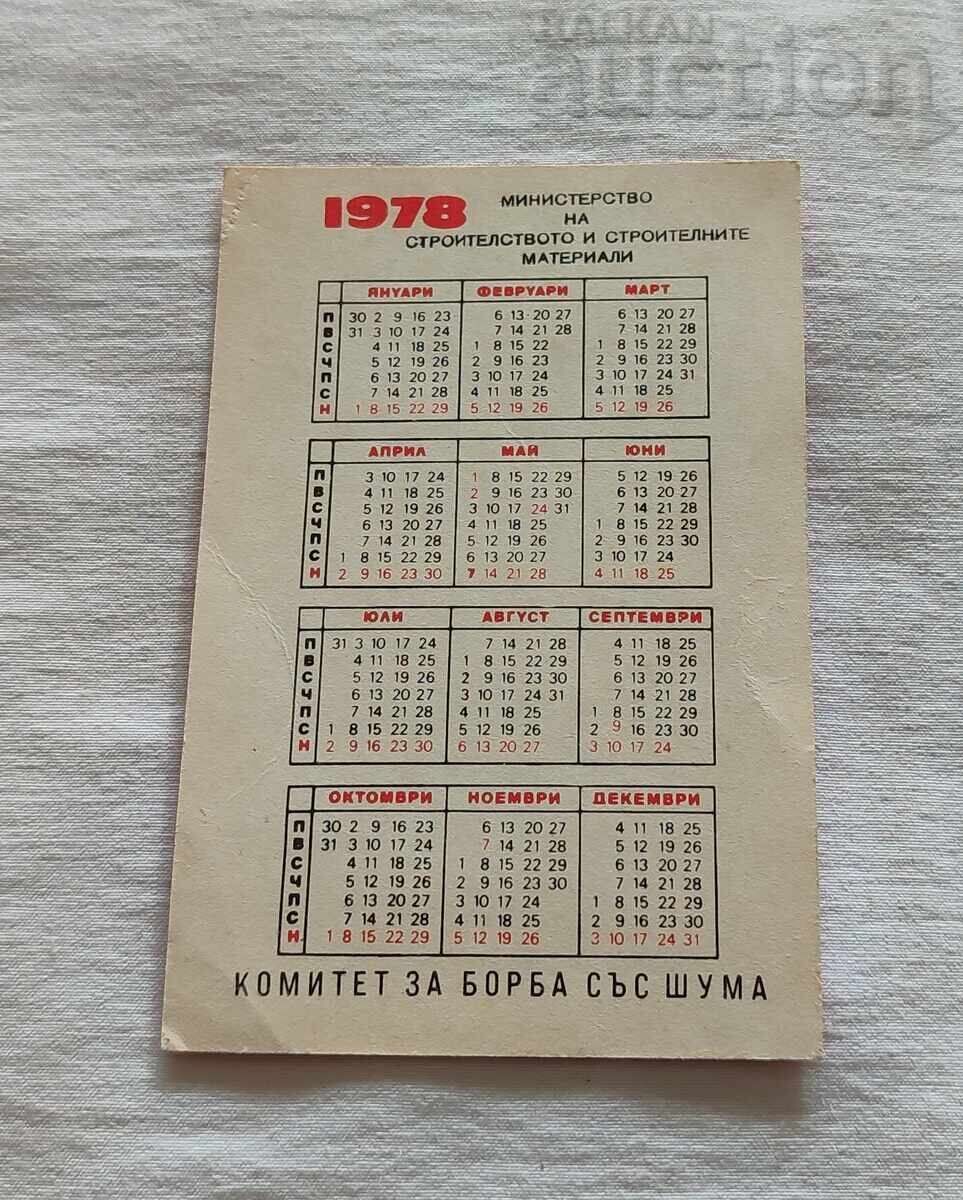 BALKAN
auction
1978 МИНИСТЕРСТВО
НА
СТРОИТЕЛСТВОТО И СТРОИТЕЛНИТЕ
МАТЕРИАЛИ
ЯНУАРИ ФЕВРУАРИ МАРТ
П 30 2 9 16 23 6 13 20 27 6 13 20 27
В 31 3 10 17 24 7 14 21 28 7 14 21 28
С 4 11 18 25 1 8 15 22 1 8 15 22 29
Ч 5 12 19 26 2 9 16 23 2 9 16 23 30
П 6 13 20 27 3 10 17 24 3 10 17 24 31
С 7 14 21 28 4 11 18 25 4 11 18 25
Н 1 8 15 22 29 5 12 19 26 5 12 19 26
АПРИЛ МАЙ ЮНИ
П 3 10 17 24 1 8 15 22 29 5 12 19 26
В 4 11 18 25 2 9 16 23 30 6 13 20 27
С 5 12 19 26 3 10 17 24 31 7 14 21 28
Ч 6 13 20 27 4 11 18 25 1 8 15 22 29
П 7 14 21 28 5 12 19 26 2 9 16 23 30
С 1 8 15 22 29 6 13 20 27 3 10 17 24
Н 2 9 16 23 30 7 14 21 28 4 11 18 25
ЮЛИ АВГУСТ СЕПТЕМВРИ
П 31 3 10 17 24 7 14 21 28 4 11 18 25
В 4 11 18 25 1 8 15 22 29 5 12 19 26
С 5 12 19 26 2 9 16 23 30 6 13 20 27
Ч 6 13 20 27 3 10 17 24 31 7 14 21 28
П 7 14 21 28 4 11 18 25 1 8 15 22 29
С 1 8 15 22 29 5 12 19 26 2 9 16 23 30
Н 2 9 16 23 30 6 13 20 27 3 10 17 24
ОКТОМВРИ НОЕМВРИ ДЕКЕМВРИ
П 30 2 9 16 23 6 13 20 27 4 11 18 25
В 31 3 10 17 24 7 14 21 28 5 12 19 26
С 4 11 18 25 1 8 15 22 29 6 13 20 27
Ч 5 12 19 26 2 9 16 23 30 7 14 21 28
П 6 13 20 27 3 10 17 24 1 8 15 22 29
С 7 14 21 28 4 11 18 25 2 9 16 23 30
Н 1 8 15 22 29 5 12 19 26 3 10 17 24 31
КОМИТЕТ ЗА БОРБА СЪС ШУМА